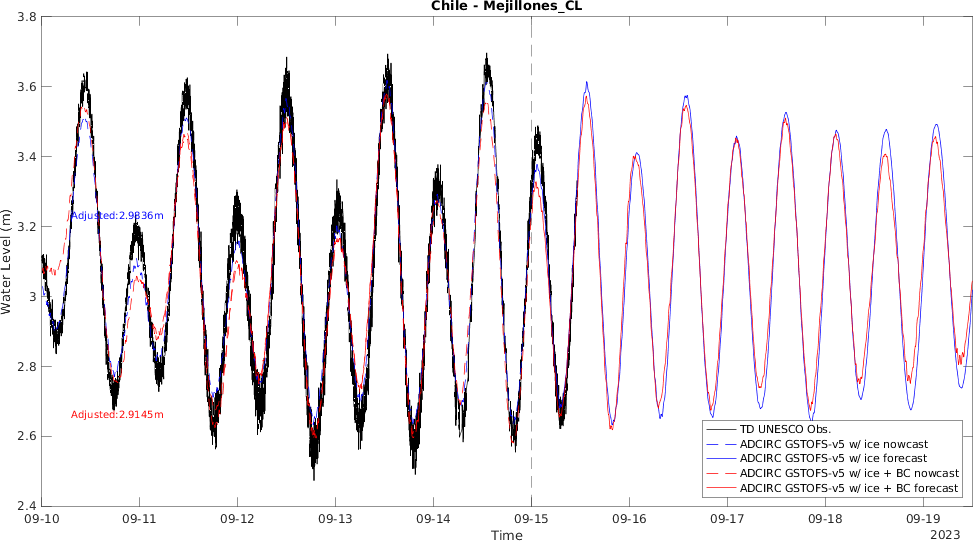 Chile - Mejillones_CL
3.8
3.6
3.4
3.2
3
2.8
2.6
2.4
Water Level (m)
Adjusted:2.9836m
Adjusted:2.9145m
TD UNESCO Obs.
ADCIRC GSTOFS-v5 w/ ice nowcast
ADCIRC GSTOFS-v5 w/ ice forecast
ADCIRC GSTOFS-v5 w/ ice + BC nowcast
ADCIRC GSTOFS-v5 w/ ice + BC forecast
09-10 09-11 09-12 09-13 09-14 09-15 09-16 09-17 09-18 09-19
Time
2023